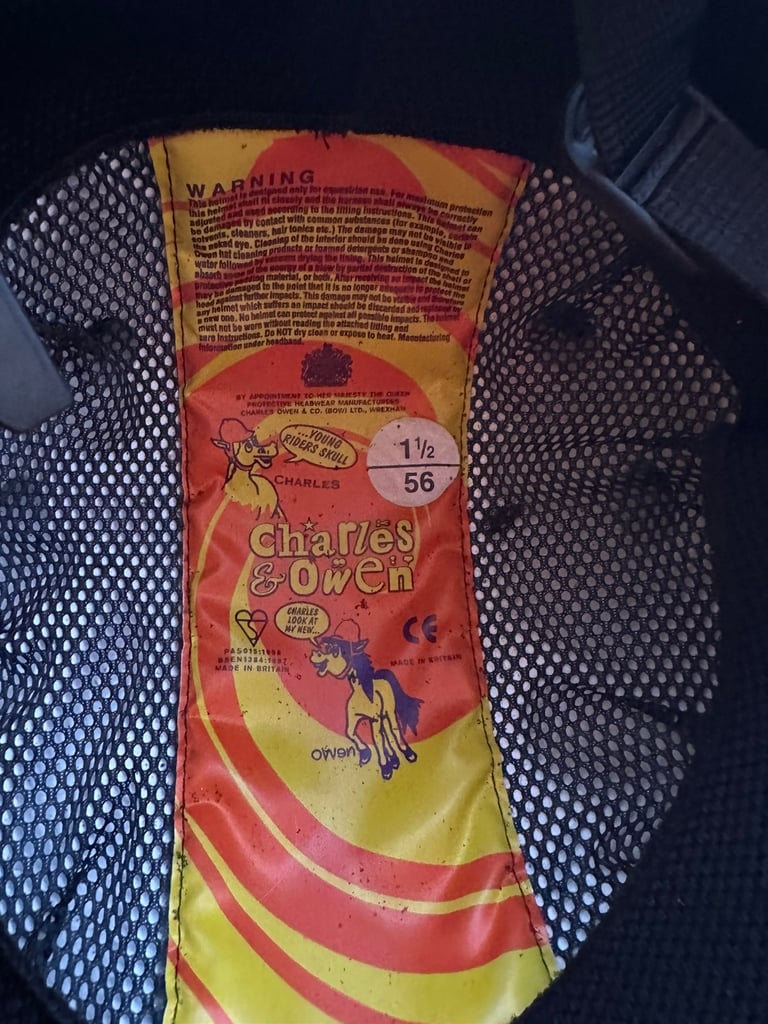 WARNING
This helmet is designed only for equestrian use. For maximum protection
this helmet shall fit closely and the harness shall always be correctly
adjusted and used according to the fitting instructions. This helmet can
be damaged by contact with common substances (for example, certain
solvents, cleaners, hair tonics etc.) The damage may not be visible to
the naked eye. Cleaning of the interior should be done using Charles
Owen hat cleaning products or foamed detergents or shampoo and
water followed by warm drying the lining. This helmet is designed to
absorb some of the energy of a blow by partial destruction of the shell or
protective padding material, or both. After receiving an impact the helmet
may be damaged to the point that it is no longer adequate to protect the
head against further impacts. This damage may not be visible and
any helmet which suffers an impact should be discarded and replaced by
a new one. No helmet can protect against all possible impacts. The helmet
must not be worn without reading the attached fitting and
care instructions. Do NOT dry clean or expose to heat. Manufacturing
information under headband.
BY APPOINTMENT TO HER MAJESTY THE QUEEN
PROTECTIVE HEADWEAR MANUFACTURERS
CHARLES OWEN & CO. (BOW) LTD., WREXHAM
...YOUNG
RIDERS SKULL
CHARLES
1 1/2
56
Charles
& Owen
CHARLES
LOOK AT
MY NEW...
CE
PAS015:1998
BSEN1384:1997
MADE IN BRITAIN
MADE IN BRITAIN
OWEN